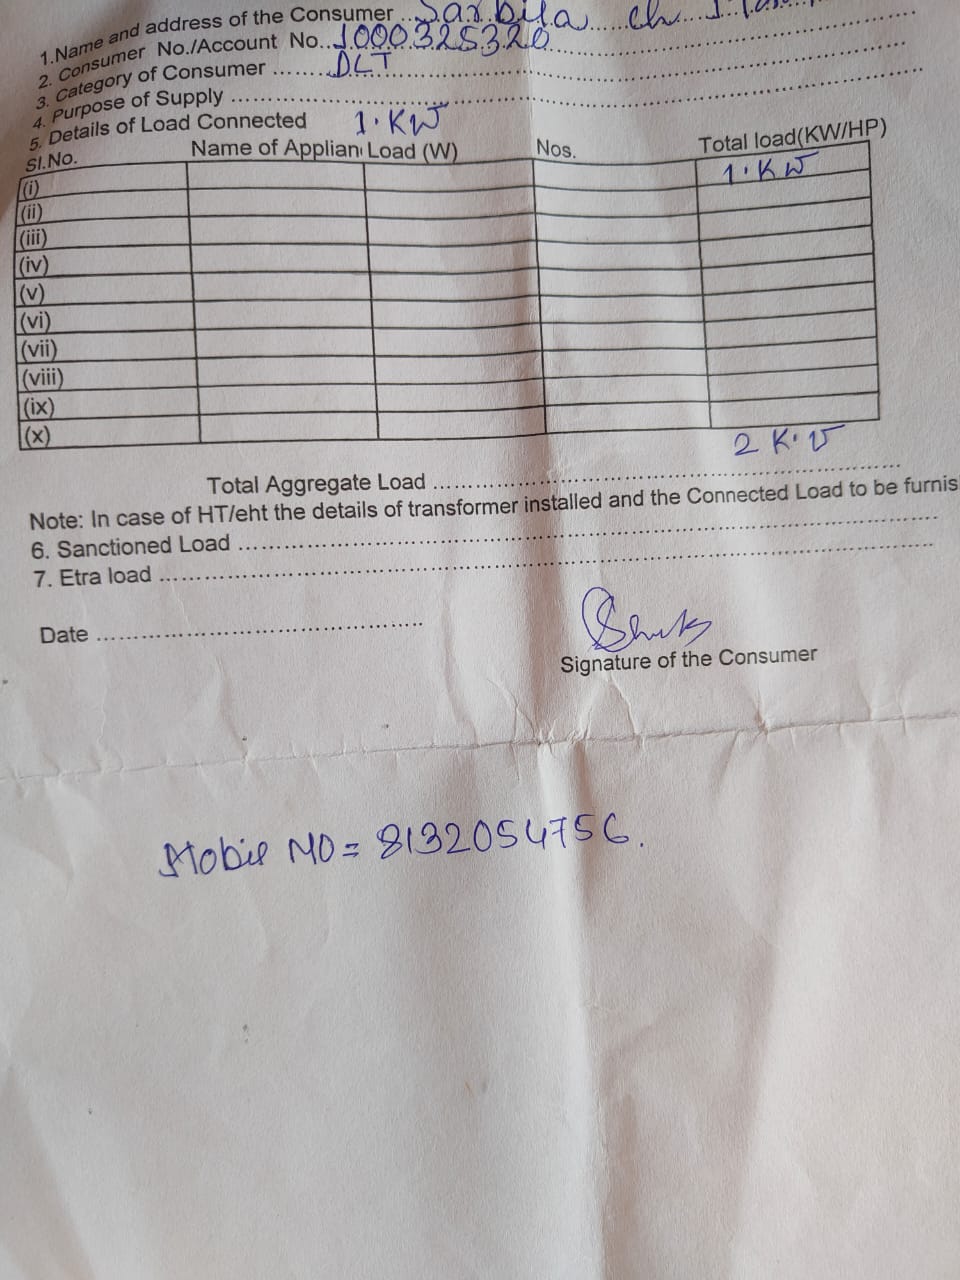 1.Name and address of the Consumer ... Sarbila ch
2. Consumer No./Account No...1000325320
3. Category of Consumer .......DLT
4. Purpose of Supply
5. Details of Load Connected 1.KW
Sl.No. Name of Applian Load (W) Nos. Total load(KW/HP)
(i) 1.KW
(ii)
(iii)
(iv)
(v)
(vi)
(vii)
(viii)
(ix)
(x)
2 K.W
Total Aggregate Load
Note: In case of HT/eht the details of transformer installed and the Connected Load to be furnis
6. Sanctioned Load
7. Etra load
Date
Signature of the Consumer
Mobil NO = 8132054756.